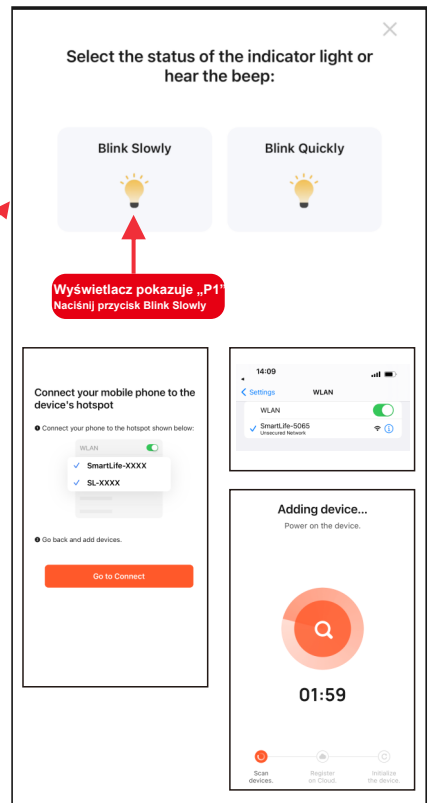 Select the status of the indicator light or
hear the beep:
Blink Slowly
Blink Quickly
Wyświetlacz pokazuje „P1”
Naciśnij przycisk Blink Slowly
Connect your mobile phone to the
device's hotspot
❶ Connect your phone to the hotspot shown below:
WLAN
✓ SmartLife-XXXX
✓ SL-XXXX
❷ Go back and add devices.
Go to Connect
14:09
Settings
WLAN
WLAN
✓ SmartLife-5065
Unsecured Network
Adding device...
Power on the device.
01:59
Scan
devices.
Register
on Cloud.
Initialize
the device.